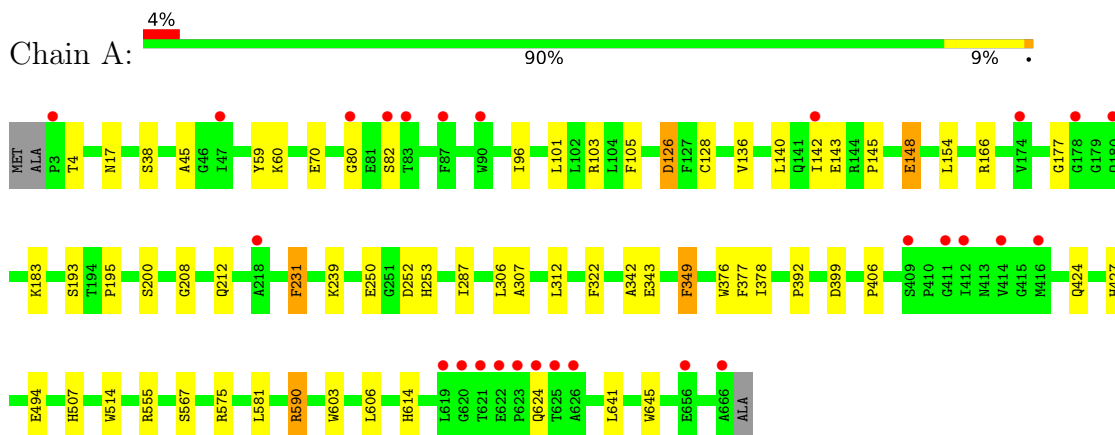 4%
Chain A:
90% 9% •
MET ALA P3 T4 N17 S38 A45 G46 I47 Y59 K60 E70 G80 E81 S82 T83 F87 W90 I96 L101 L102 R103 L104 F105 D126 F127 C128 V136 L140 Q141 I142 E143 R144 P145 E148 L154 R166 G177 V174 G178 G179
K183 S193 T194 P195 S200 G208 Q212 A218 F231 K239 E250 G251 D252 H253 I287 L306 A307 L312 F322 A342 E343 F349 W376 F377 I378 P392 D399 P406 S409 P410 G411 I412 N413 V414 G415 M416 Q424 H427
E494 H507 W514 R555 S567 R575 L581 R590 W603 L606 H614 L619 G620 T621 E622 P623 Q624 T625 A626 L641 W645 E656 A666 ALA